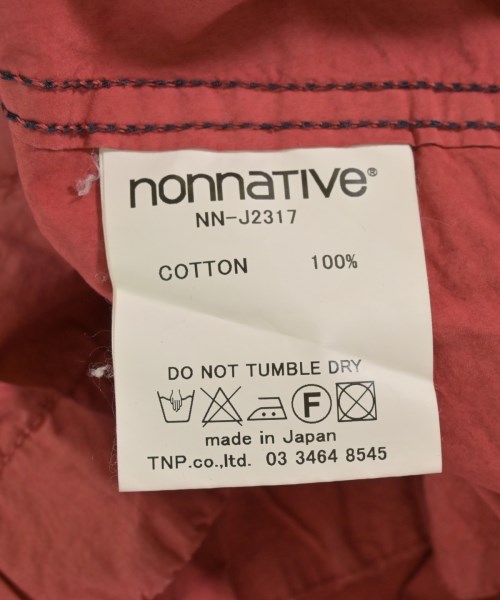 nonnative®
NN-J2317
COTTON 100%
DO NOT TUMBLE DRY
F
made in Japan
TNP.co.,ltd. 03 3464 8545